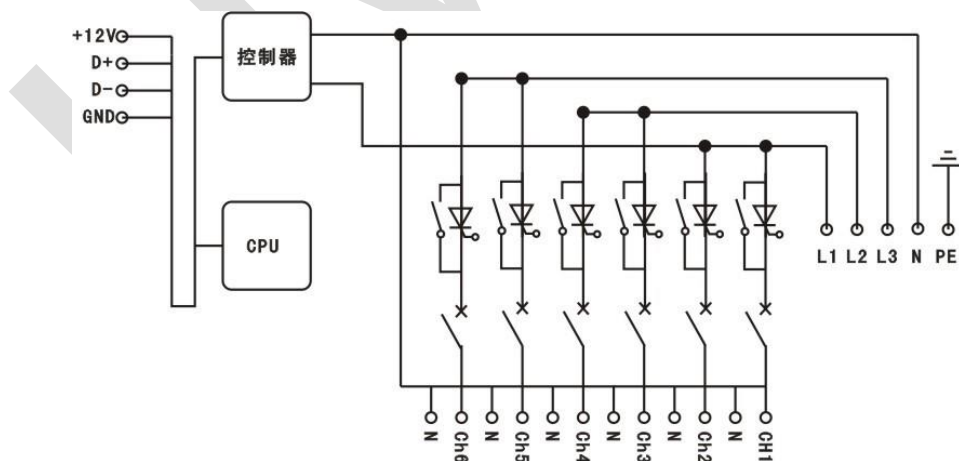 +12V
D+
D-
GND
控制器
CPU
L1 L2 L3 N PE
N Ch6 N Ch5 N Ch4 N Ch3 N Ch2 N CH1